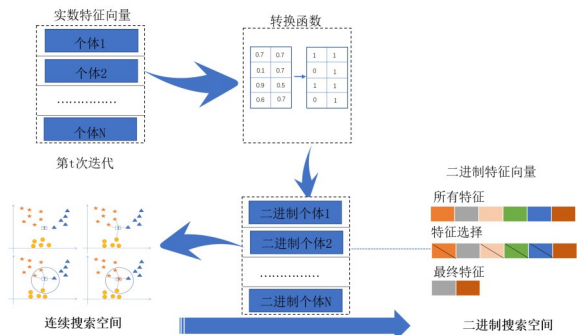 实数特征向量
个体1
个体2
..............
个体N
第t次迭代
转换函数
0.7 0.7 1 1
0.1 0.7 0 1
0.9 0.5 1 1
0.6 0.7 0 1
二进制个体1
二进制个体2
..............
二进制个体N
二进制特征向量
所有特征
特征选择
最终特征
连续搜索空间
二进制搜索空间